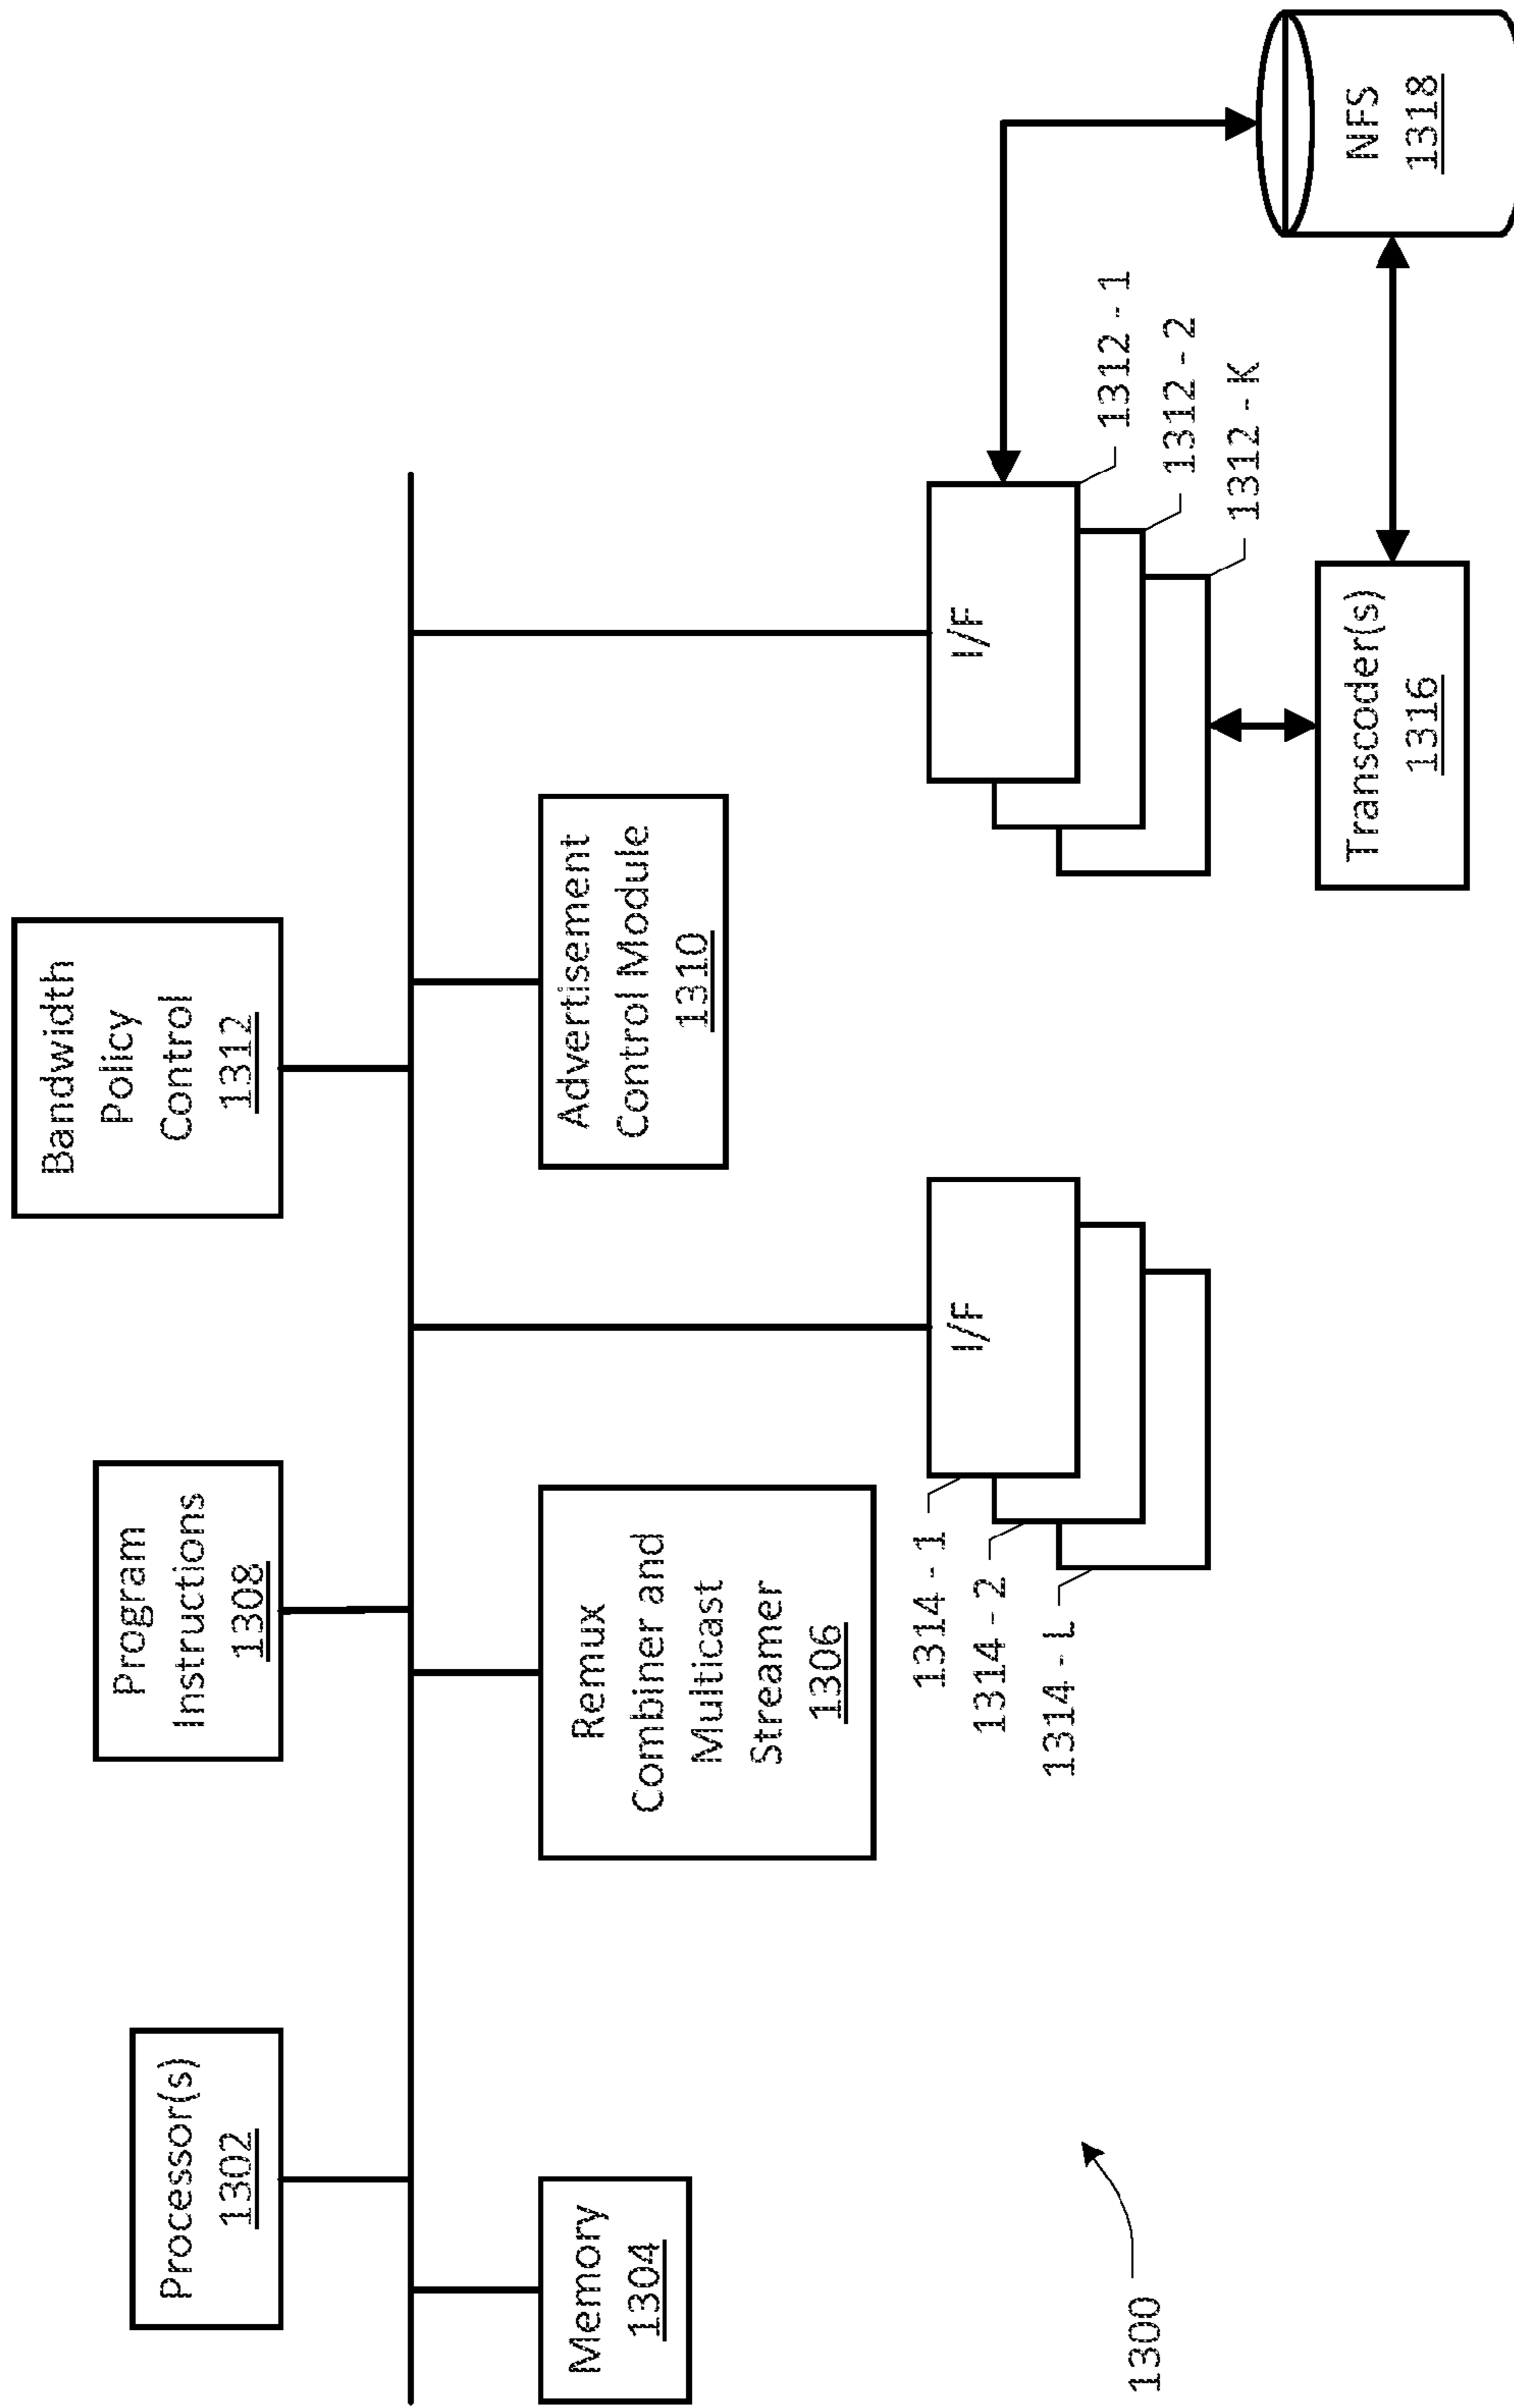 Processor(s)
1302
Program
Instructions
1308
Bandwidth
Policy
Control
1312
Memory
1304
Remux
Combiner and
Multicast
Streamer
1306
Advertisement
Control Module
1310
I/F
1314 - 1
1314 - 2
1314 - L
I/F
1312 - 1
1312 - 2
1312 - K
Transcoder(s)
1316
NFS
1318
1300